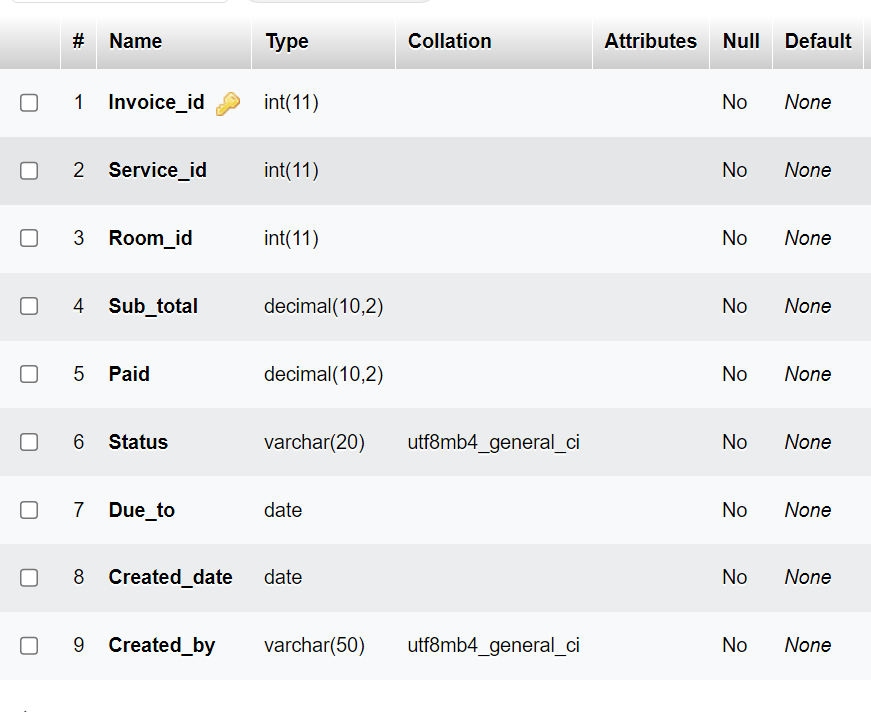 # Name Type Collation Attributes Null Default
1 Invoice_id int(11) No None
2 Service_id int(11) No None
3 Room_id int(11) No None
4 Sub_total decimal(10,2) No None
5 Paid decimal(10,2) No None
6 Status varchar(20) utf8mb4_general_ci No None
7 Due_to date No None
8 Created_date date No None
9 Created_by varchar(50) utf8mb4_general_ci No None